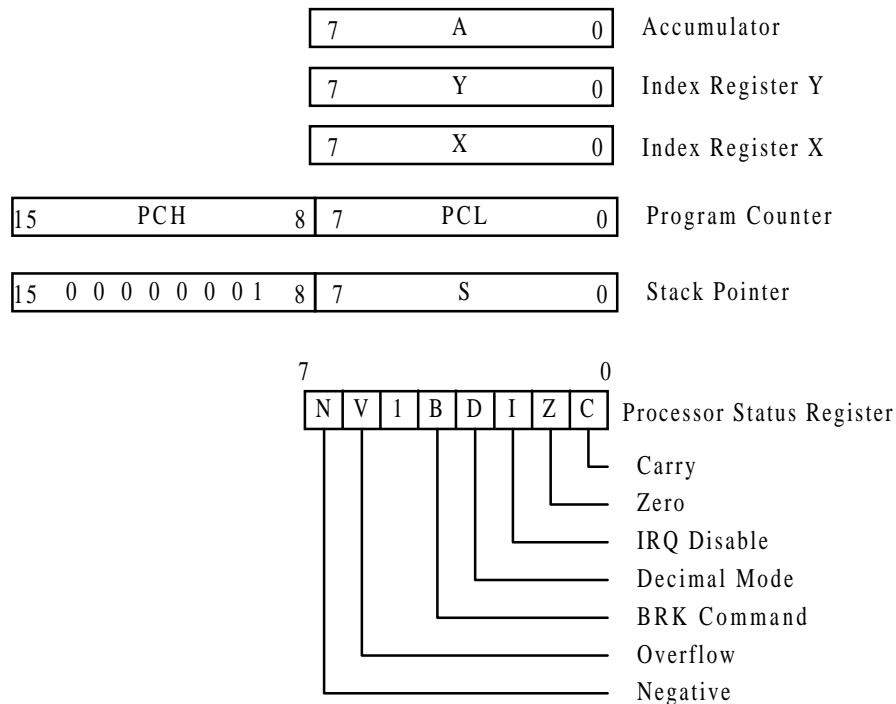 7 A 0 Accumulator
7 Y 0 Index Register Y
7 X 0 Index Register X
15 PCH 8 7 PCL 0 Program Counter
15 0 0 0 0 0 0 0 1 8 7 S 0 Stack Pointer
7 0
N V 1 B D I Z C Processor Status Register
Carry
Zero
IRQ Disable
Decimal Mode
BRK Command
Overflow
Negative